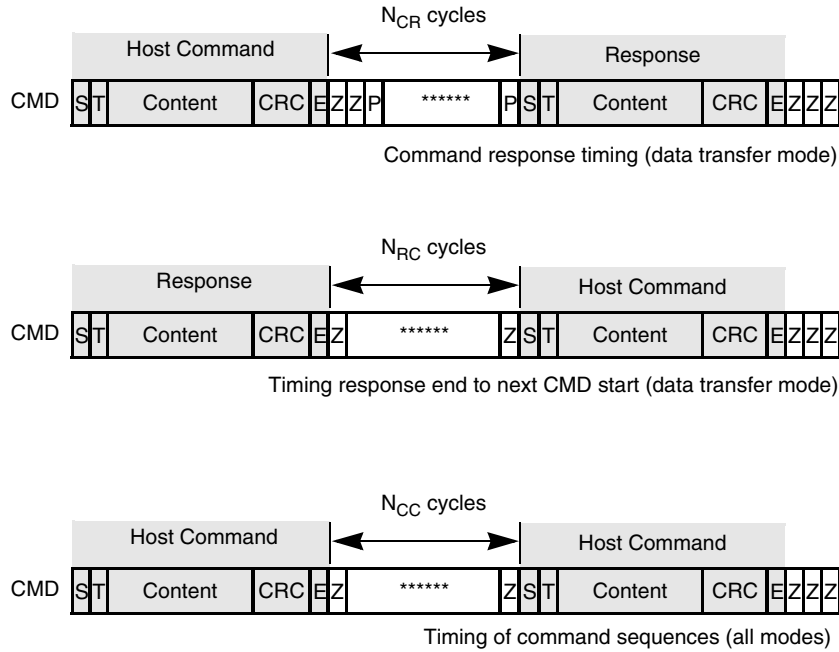 N_CR cycles
Host Command Response
CMD S T Content CRC E Z Z P ****** P S T Content CRC E Z Z Z
Command response timing (data transfer mode)
N_RC cycles
Response Host Command
CMD S T Content CRC E Z ****** Z S T Content CRC E Z Z Z
Timing response end to next CMD start (data transfer mode)
N_CC cycles
Host Command Host Command
CMD S T Content CRC E Z ****** Z S T Content CRC E Z Z Z
Timing of command sequences (all modes)